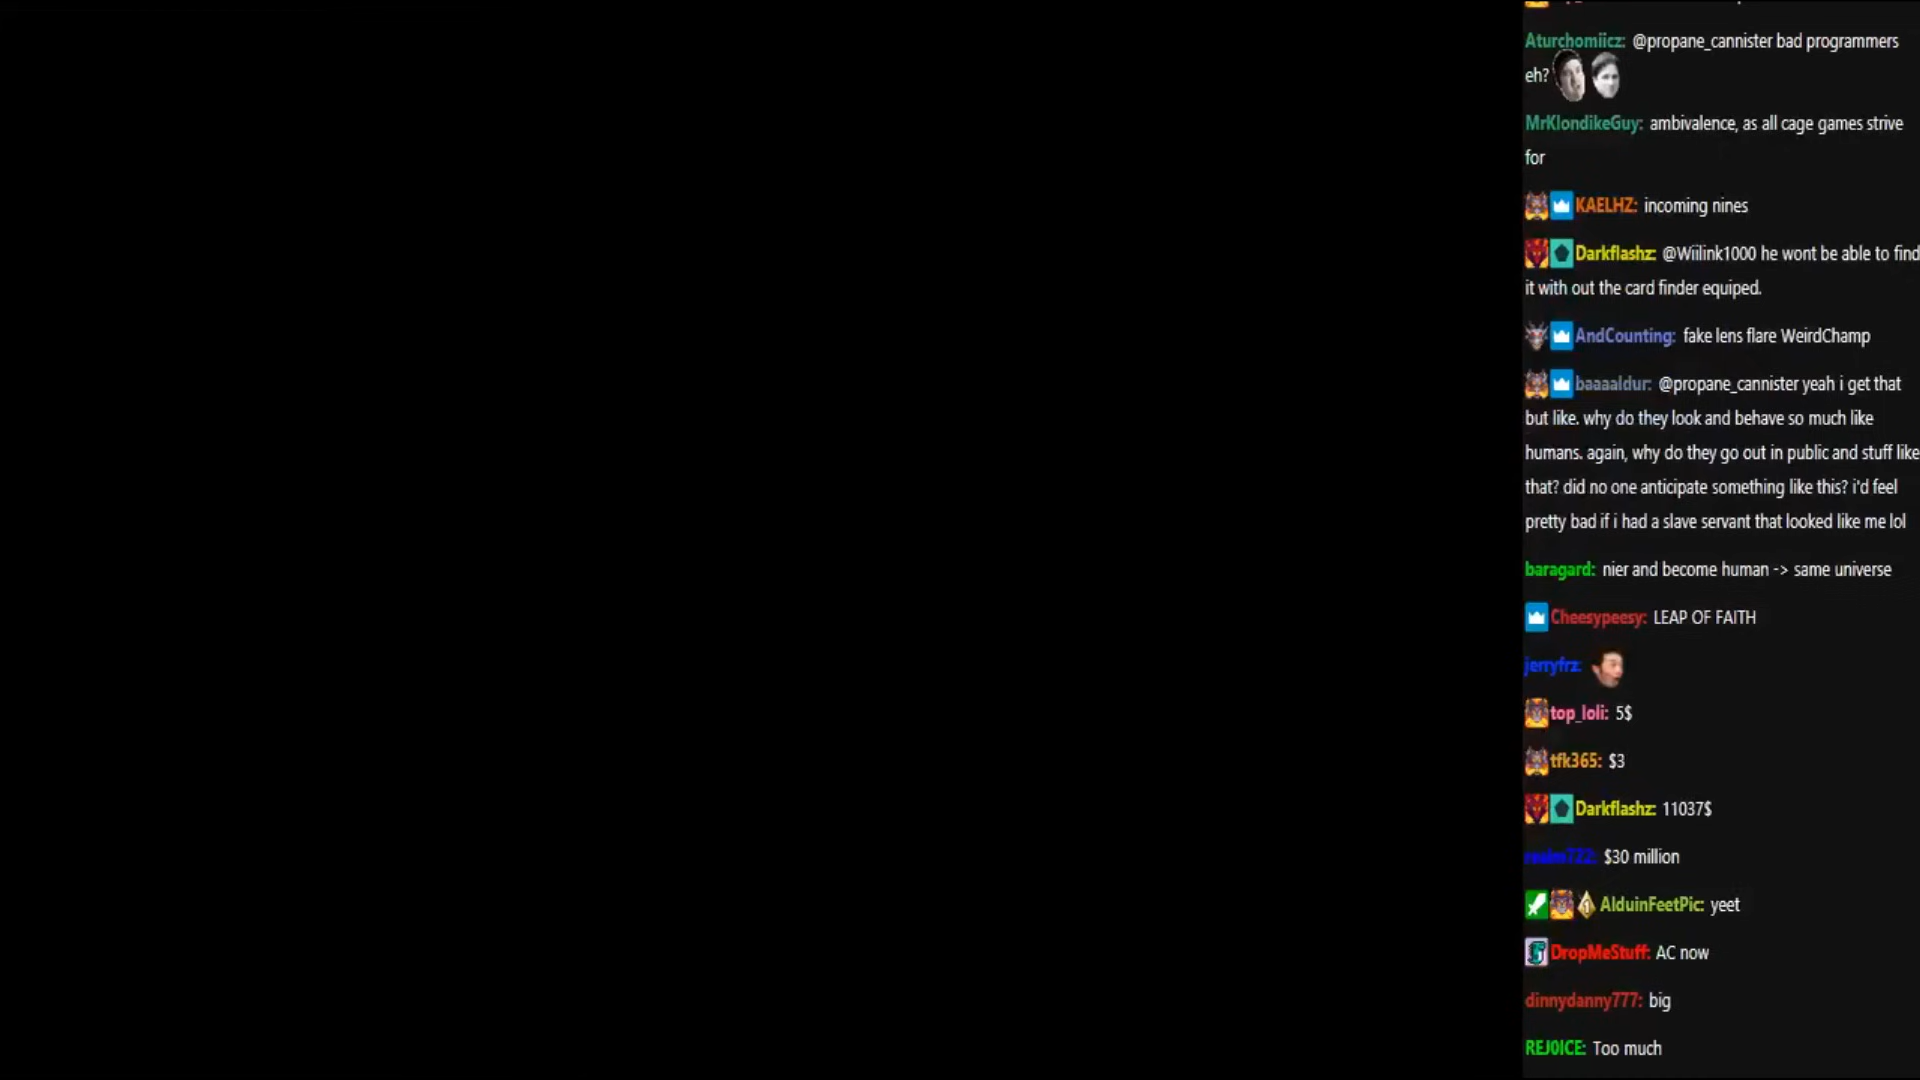 Aturchomiicz: @propane_cannister bad programmers
eh?
MrKlondikeGuy: ambivalence, as all cage games strive
for
KAELHZ: incoming nines
Darkflashz: @Wiilink1000 he wont be able to find
it with out the card finder equiped.
AndCounting: fake lens flare WeirdChamp
baaaaldur: @propane_cannister yeah i get that
but like. why do they look and behave so much like
humans. again, why do they go out in public and stuff like
that? did no one anticipate something like this? i'd feel
pretty bad if i had a slave servant that looked like me lol
baragard: nier and become human -> same universe
Cheesypeesy: LEAP OF FAITH
jerryfrz:
top_loli: 5$
tfk365: $3
Darkflashz: 11037$
$30 million
AlduinFeetPic: yeet
DropMeStuff: AC now
dinnydanny777: big
REJ0ICE: Too much